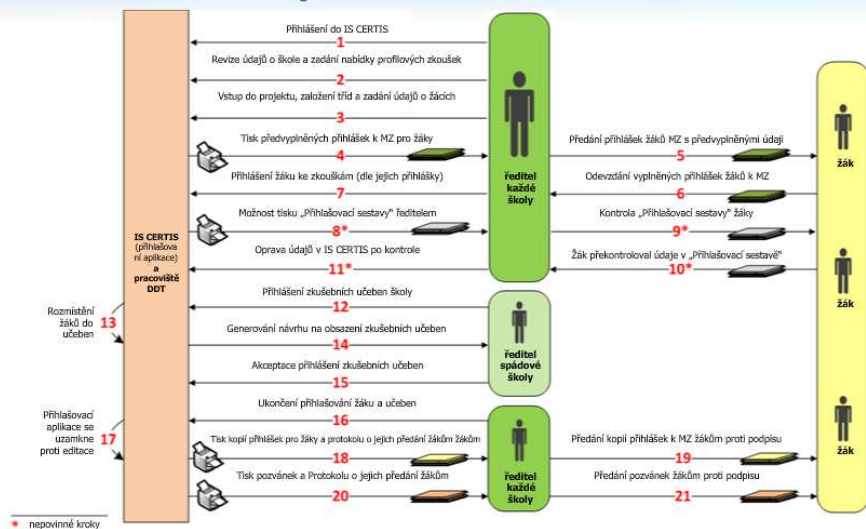 Přihlášení do IS CERTIS
1
Revize údajů o škole a zadání nabídky profilových zkoušek
2
Vstup do projektu, založení tříd a zadání údajů o žácích
3
Tisk předvyplněných přihlášek k MZ pro žáky
4
Předání přihlášek žáků MZ s předvyplněnými údaji
5
Přihlášení žáku ke zkouškám (dle jejich přihlášky)
7
Odevzdání vyplněných přihlášek žáků k MZ
6
Možnost tisku „Přihlašovací sestavy" ředitelem
8*
Kontrola „Přihlašovací sestavy" žáky
9*
Oprava údajů v IS CERTIS po kontrole
11*
Žák překontroloval údaje v „Přihlašovací sestavě"
10*
ředitel
každé
školy
žák
IS CERTIS
(přihlašova
ní aplikace)
a
pracoviště
DDT
Přihlášení zkušebních učeben školy
12
Rozmístění
žáků do
učeben
13
Generování návrhu na obsazení zkušebních učeben
14
Akceptace přihlášení zkušebních učeben
15
ředitel
spádové
školy
žák
Ukončení přihlašování žáku a učeben
16
Přihlašovací
aplikace se
uzamkne
proti editace
17
Tisk kopií přihlášek pro žáky a protokolu o jejich předání žákům žákům
18
Předání kopií přihlášek k MZ žákům proti podpisu
19
Tisk pozvánek a Protokolu o jejich předání žákům
20
Předání pozvánek žákům proti podpisu
21
ředitel
každé
školy
žák
* nepovinné kroky